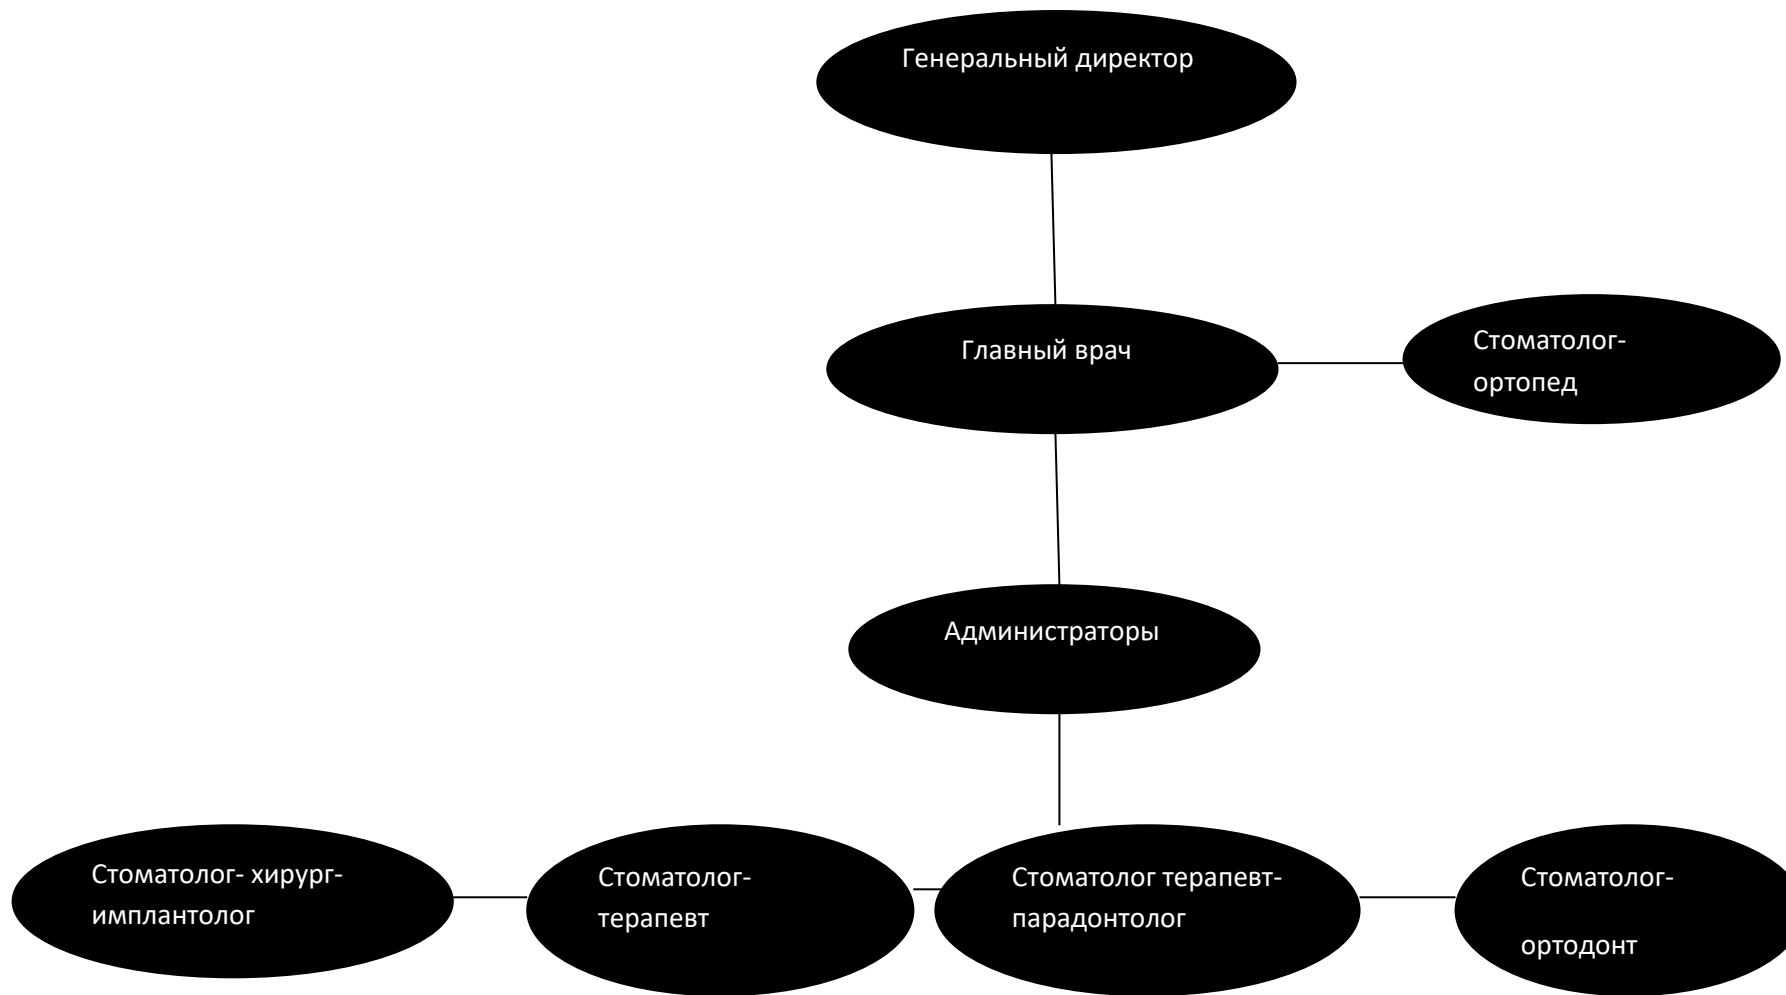 Генеральный директор
Главный врач
Стоматолог-
ортопед
Администраторы
Стоматолог- хирург-
имплантолог
Стоматолог-
терапевт
Стоматолог терапевт-
парадонтолог
Стоматолог-
ортодонт